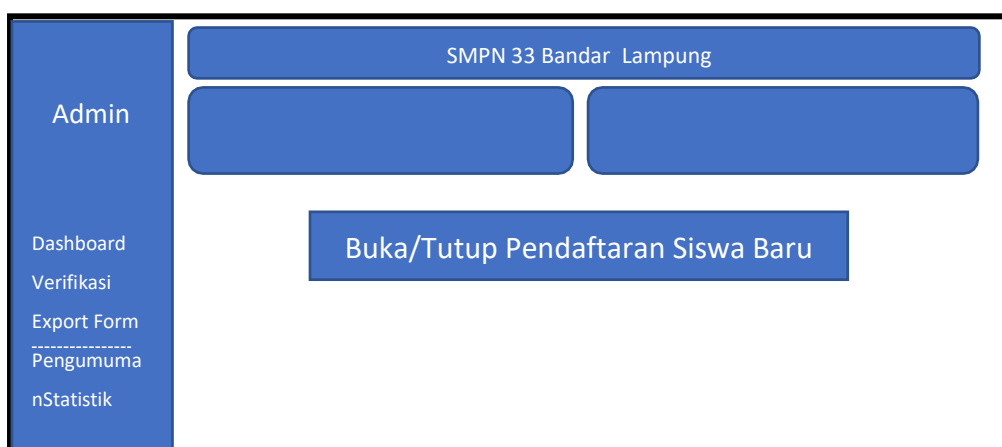 SMPN 33 Bandar Lampung
Admin
Dashboard
Verifikasi
Export Form
----------------
Pengumuma
nStatistik
Buka/Tutup Pendaftaran Siswa Baru